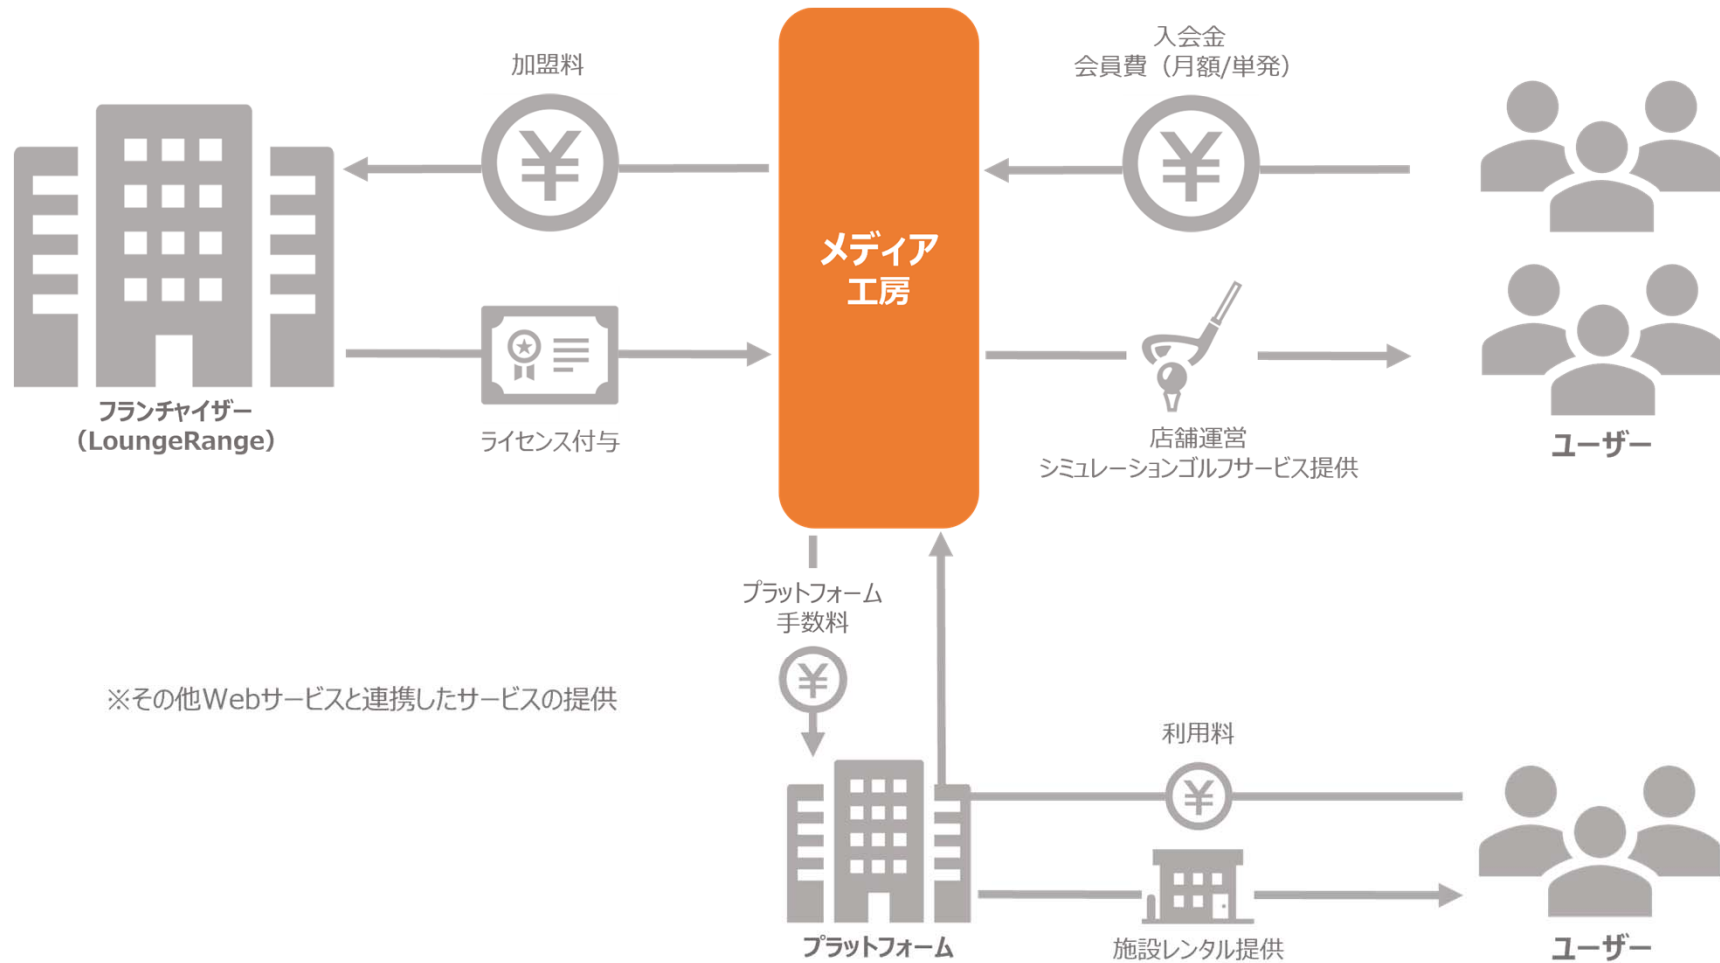 加盟料
入会金
会員費（月額/単発）
メディア
工房
フランチャイザー
（LoungeRange）
ライセンス付与
店舗運営
シミュレーションゴルフサービス提供
ユーザー
プラットフォーム
手数料
※その他Webサービスと連携したサービスの提供
利用料
プラットフォーム
施設レンタル提供
ユーザー